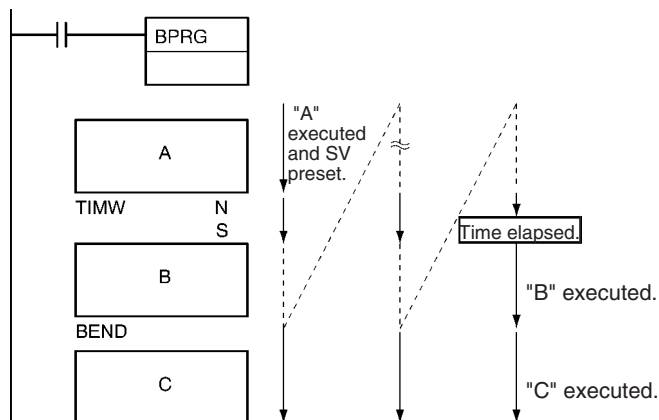 BPRG
"A"
executed
and SV
preset.
A
TIMW N
S
Time elapsed.
B
"B" executed.
BEND
C
"C" executed.